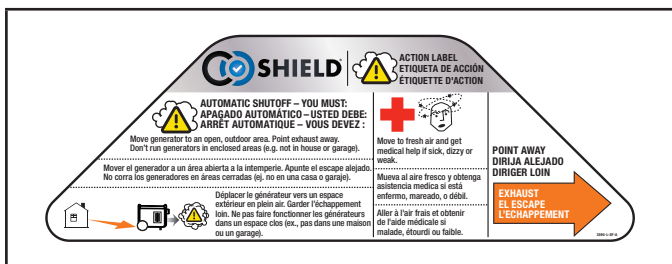 CO SHIELD®
ACTION LABEL
ETIQUETA DE ACCIÓN
ÉTIQUETTE D'ACTION
AUTOMATIC SHUTOFF – YOU MUST:
APAGADO AUTOMÁTICO – USTED DEBE:
ARRÊT AUTOMATIQUE – VOUS DEVEZ :
Move generator to an open, outdoor area. Point exhaust away.
Don't run generators in enclosed areas (e.g. not in house or garage).
Mover el generador a un área abierta a la intemperie. Apunte el escape alejado.
No corra los generadores en áreas cerradas (ej. no en una casa o garaje).
Déplacer le générateur vers un espace
extérieur en plein air. Garder l'échappement
loin. Ne pas faire fonctionner les générateurs
dans un espace clos (ex., pas dans une maison
ou un garage).
Move to fresh air and get
medical help if sick, dizzy or
weak.
Mueva al aire fresco y obtenga
asistencia medica si está
enfermo, mareado, o débil.
Aller à l'air frais et obtenir
de l'aide médicale si
malade, étourdi ou faible.
POINT AWAY
DIRIJA ALEJADO
DIRIGER LOIN
EXHAUST
EL ESCAPE
L'ECHAPPEMENT